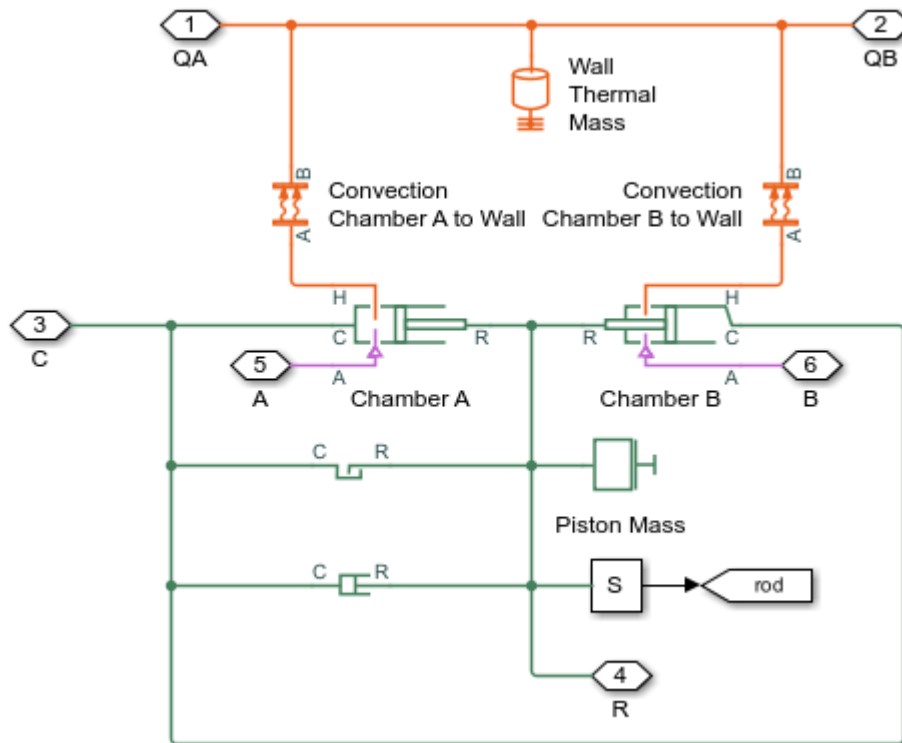 1
2
QA
QB
Wall
Thermal
Mass
B
B
Convection
Chamber A to Wall
Convection
Chamber B to Wall
A
A
H
H
3
C
R
R
C
C
5
A
A
6
B
A
Chamber A
Chamber B
C
R
Piston Mass
C
R
S
rod
4
R